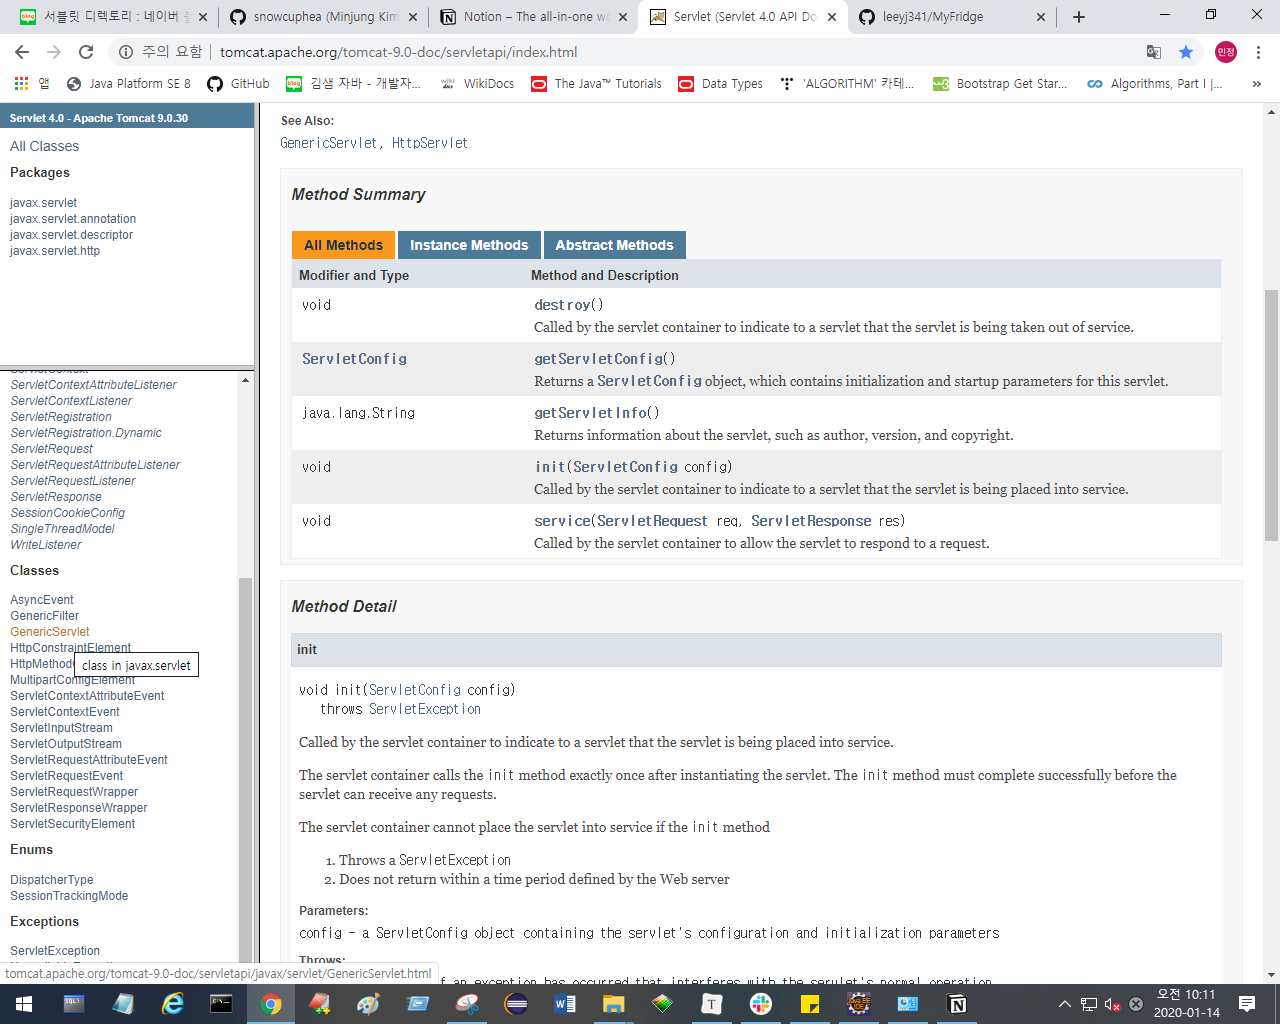 서블릿 디렉토리 : 네이버 블
snowcuphea (Minjung Kim
Notion – The all-in-one wo
Servlet (Servlet 4.0 API Do
leeyj341/MyFridge
주의 요함
tomcat.apache.org/tomcat-9.0-doc/servletapi/index.html
민정
앱
Java Platform SE 8
GitHub
김샘 자바 - 개발자...
WikiDocs
The Java™ Tutorials
Data Types
'ALGORITHM' 카테...
Bootstrap Get Star...
Algorithms, Part I |...
»
Servlet 4.0 - Apache Tomcat 9.0.30
All Classes
Packages
javax.servlet
javax.servlet.annotation
javax.servlet.descriptor
javax.servlet.http
ServletContext
ServletContextAttributeListener
ServletContextListener
ServletRegistration
ServletRegistration.Dynamic
ServletRequest
ServletRequestAttributeListener
ServletRequestListener
ServletResponse
SessionCookieConfig
SingleThreadModel
WriteListener
Classes
AsyncEvent
GenericFilter
GenericServlet
HttpConstraintElement
HttpMethod
class in javax.servlet
MultipartConfigElement
ServletContextAttributeEvent
ServletContextEvent
ServletInputStream
ServletOutputStream
ServletRequestAttributeEvent
ServletRequestEvent
ServletRequestWrapper
ServletResponseWrapper
ServletSecurityElement
Enums
DispatcherType
SessionTrackingMode
Exceptions
ServletException
tomcat.apache.org/tomcat-9.0-doc/servletapi/javax/servlet/GenericServlet.html
See Also:
GenericServlet, HttpServlet
Method Summary
All Methods
Instance Methods
Abstract Methods
Modifier and Type
Method and Description
void
destroy()
Called by the servlet container to indicate to a servlet that the servlet is being taken out of service.
ServletConfig
getServletConfig()
Returns a ServletConfig object, which contains initialization and startup parameters for this servlet.
java.lang.String
getServletInfo()
Returns information about the servlet, such as author, version, and copyright.
void
init(ServletConfig config)
Called by the servlet container to indicate to a servlet that the servlet is being placed into service.
void
service(ServletRequest req, ServletResponse res)
Called by the servlet container to allow the servlet to respond to a request.
Method Detail
init
void init(ServletConfig config)
throws ServletException
Called by the servlet container to indicate to a servlet that the servlet is being placed into service.
The servlet container calls the init method exactly once after instantiating the servlet. The init method must complete successfully before the
servlet can receive any requests.
The servlet container cannot place the servlet into service if the init method
1. Throws a ServletException
2. Does not return within a time period defined by the Web server
Parameters:
config - a ServletConfig object containing the servlet's configuration and initialization parameters
Throws:
if an exception has occurred that interferes with the servlet's normal operation
오전 10:11
2020-01-14